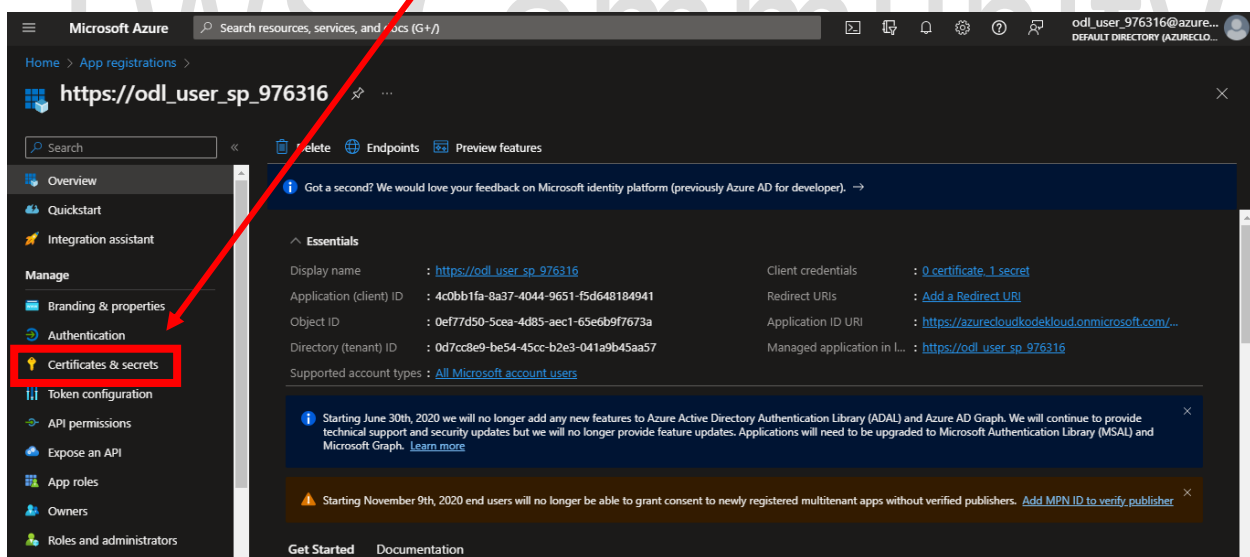 Microsoft Azure
Search resources, services, and docs (G+/)
odl_user_976316@azure...
DEFAULT DIRECTORY (AZURECLO...
Home > App registrations >
https://odl_user_sp_976316
Search
Delete Endpoints Preview features
Overview
Got a second? We would love your feedback on Microsoft identity platform (previously Azure AD for developer). →
Quickstart
Integration assistant
Essentials
Manage
Display name : https://odl_user_sp_976316 Client credentials : 0 certificate, 1 secret
Branding & properties
Application (client) ID : 4c0bb1fa-8a37-4044-9651-f5d648184941 Redirect URIs : Add a Redirect URI
Object ID : 0ef77d50-5cea-4d85-aec1-65e6b9f7673a Application ID URI : https://azurecloudkodekloud.onmicrosoft.com/...
Authentication
Directory (tenant) ID : 0d7cc8e9-be54-45cc-b2e3-041a9b45aa57 Managed application in l... : https://odl_user_sp_976316
Certificates & secrets
Supported account types : All Microsoft account users
Token configuration
Starting June 30th, 2020 we will no longer add any new features to Azure Active Directory Authentication Library (ADAL) and Azure AD Graph. We will continue to provide
technical support and security updates but we will no longer provide feature updates. Applications will need to be upgraded to Microsoft Authentication Library (MSAL) and
Microsoft Graph. Learn more
API permissions
Expose an API
App roles
Starting November 9th, 2020 end users will no longer be able to grant consent to newly registered multitenant apps without verified publishers. Add MPN ID to verify publisher
Owners
Roles and administrators
Get Started Documentation